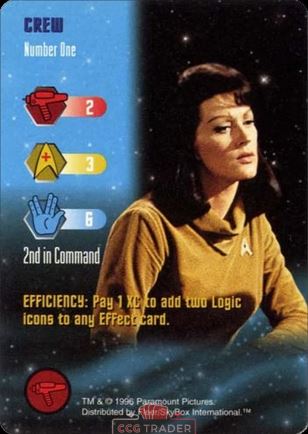 CREW
Number One
2
3
6
2nd in Command
EFFICIENCY: Pay 1 XC to add two Logic
icons to any Effect card.
TM & © 1996 Paramount Pictures.
Distributed by Fleer/SkyBox International.™
CCG TRADER